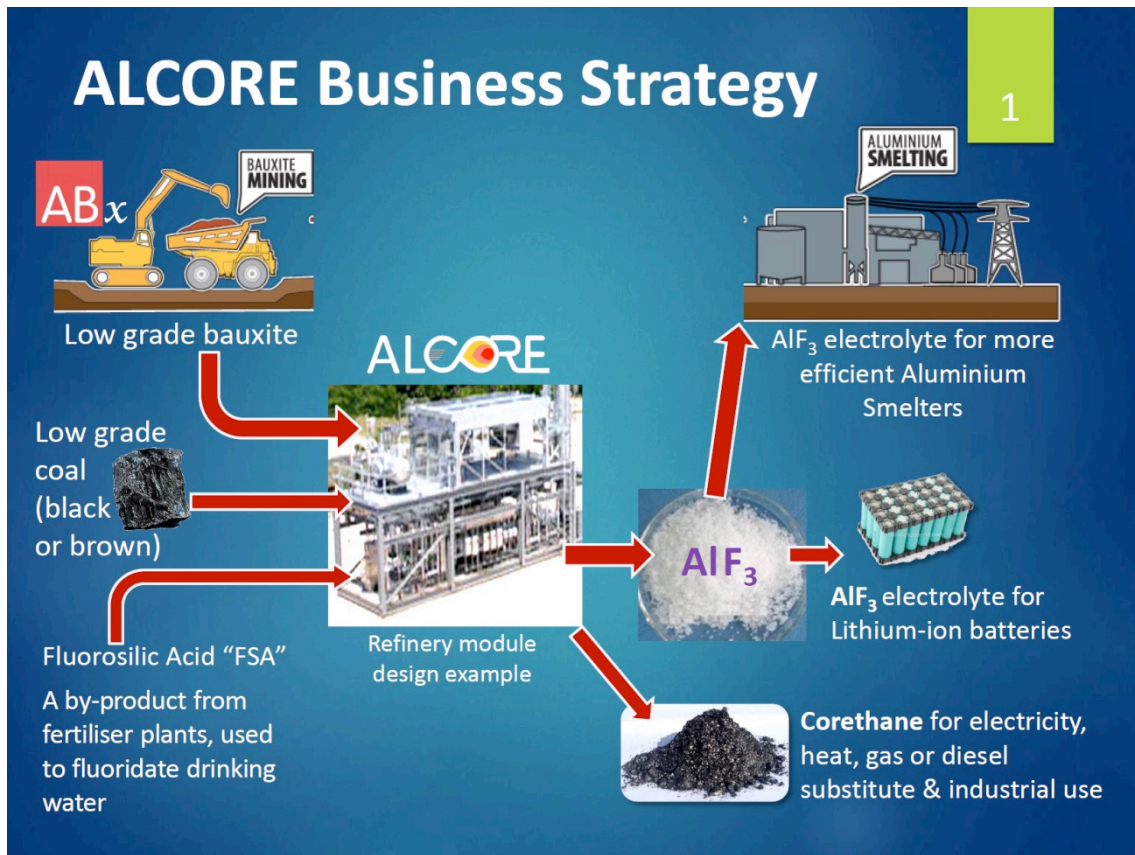 ALCORE Business Strategy
1
ABx
BAUXITE
MINING
Low grade bauxite
Low grade
coal
(black
or brown)
Fluorosilic Acid “FSA”
A by-product from
fertiliser plants, used
to fluoridate drinking
water
ALCORE
Refinery module
design example
AlF₃
ALUMINIUM
SMELTING
AlF₃ electrolyte for more
efficient Aluminium
Smelters
AlF₃ electrolyte for
Lithium-ion batteries
Corethane for electricity,
heat, gas or diesel
substitute & industrial use